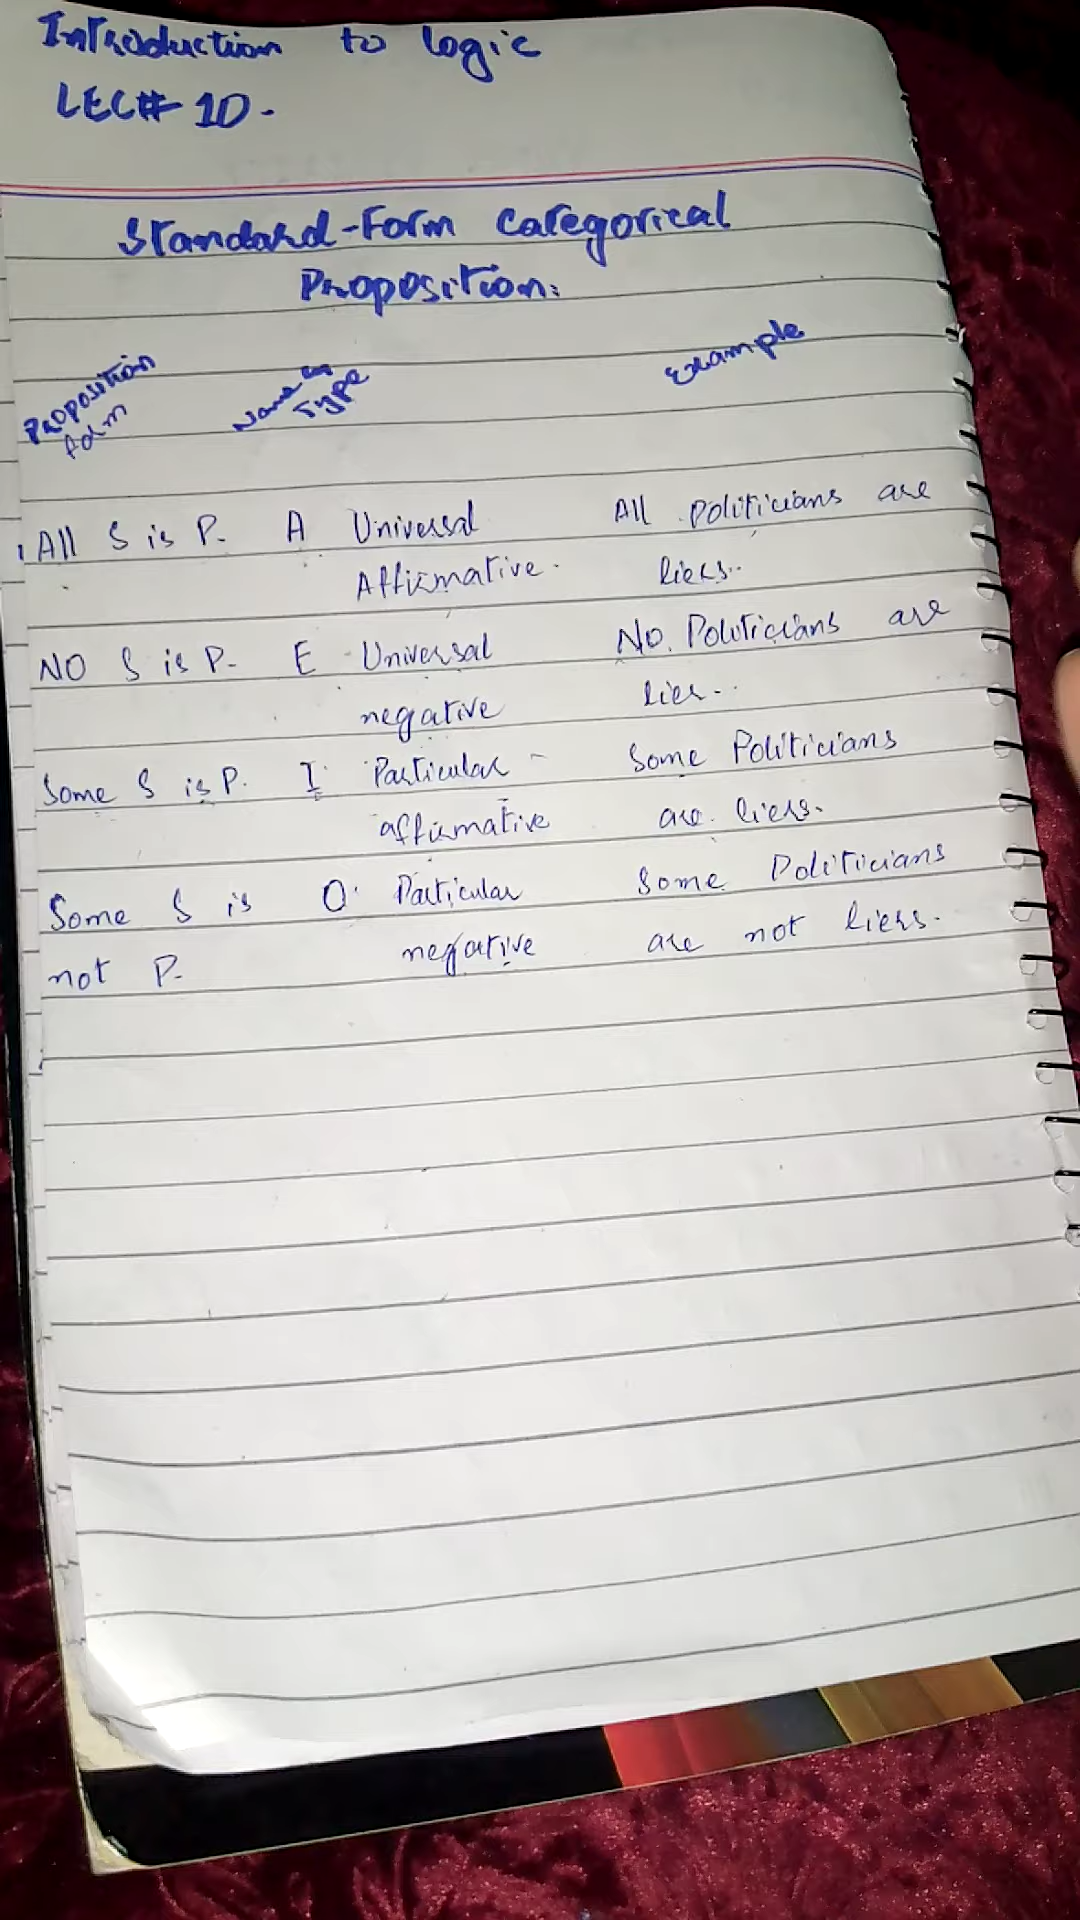 Introduction to logic
LEC# 10.
Standard-Form Categorical
Proposition:
Proposition form Name and Type Example
All S is P. A Universal All Politicians are
Affirmative. liers..
NO S is P. E Universal No. Politicians are
negative lier..
Some S is P. I Particular Some Politicians
affirmative are liers.
Some S is O Particular Some Politicians
not P. negative are not liers.